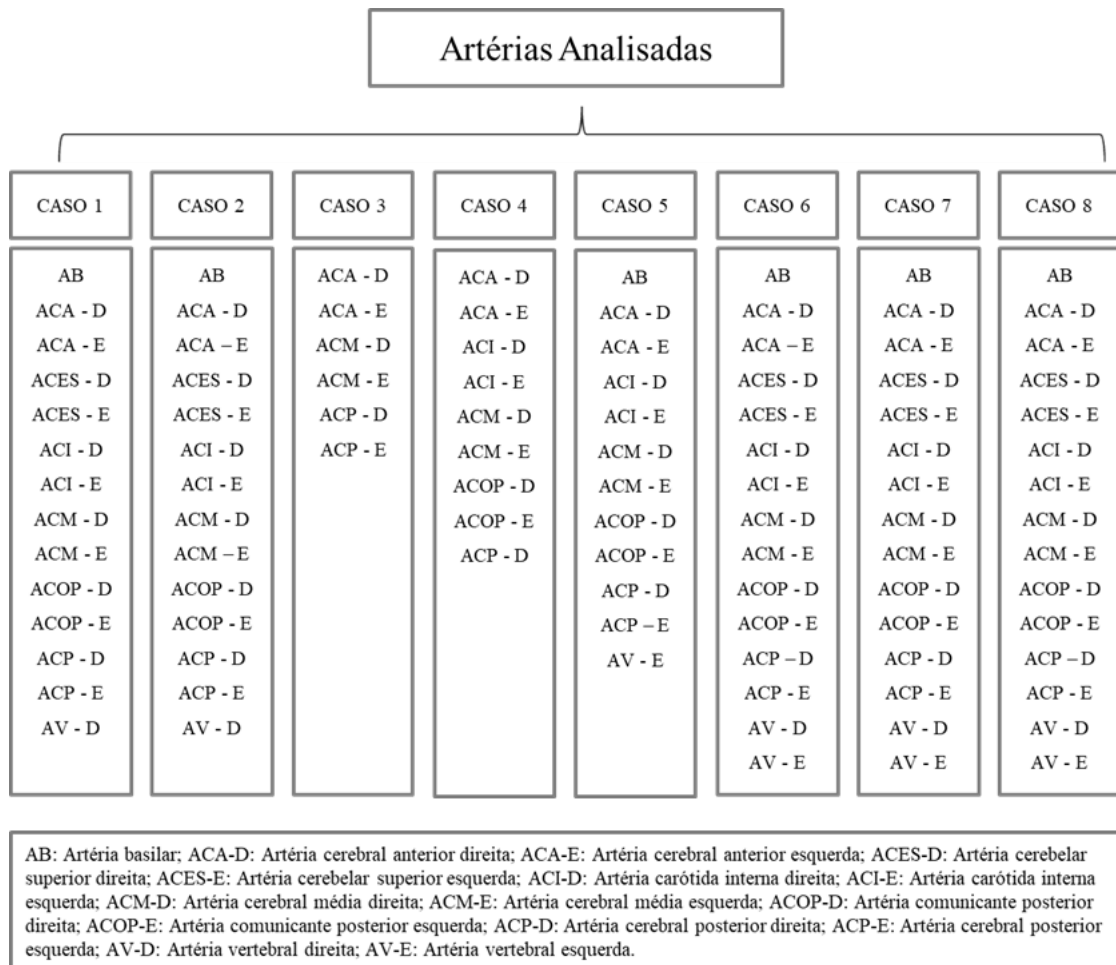 Artérias Analisadas
CASO 1
CASO 2
CASO 3
CASO 4
CASO 5
CASO 6
CASO 7
CASO 8
AB
ACA - D
ACA - E
ACES - D
ACES - E
ACI - D
ACI - E
ACM - D
ACM - E
ACOP - D
ACOP - E
ACP - D
ACP - E
AV - D
AB
ACA - D
ACA – E
ACES - D
ACES - E
ACI - D
ACI - E
ACM - D
ACM – E
ACOP - D
ACOP - E
ACP - D
ACP - E
AV - D
ACA - D
ACA - E
ACM - D
ACM - E
ACP - D
ACP - E
ACA - D
ACA - E
ACI - D
ACI - E
ACM - D
ACM - E
ACOP - D
ACOP - E
ACP - D
AB
ACA - D
ACA - E
ACI - D
ACI - E
ACM - D
ACM - E
ACOP - D
ACOP - E
ACP - D
ACP – E
AV - E
AB
ACA - D
ACA – E
ACES - D
ACES - E
ACI - D
ACI - E
ACM - D
ACM - E
ACOP - D
ACOP - E
ACP – D
ACP - E
AV - D
AV - E
AB
ACA - D
ACA - E
ACES - D
ACES - E
ACI - D
ACI - E
ACM - D
ACM - E
ACOP - D
ACOP - E
ACP - D
ACP - E
AV - D
AV - E
AB
ACA - D
ACA - E
ACES - D
ACES - E
ACI - D
ACI - E
ACM - D
ACM - E
ACOP - D
ACOP - E
ACP – D
ACP - E
AV - D
AV - E
AB: Artéria basilar; ACA-D: Artéria cerebral anterior direita; ACA-E: Artéria cerebral anterior esquerda; ACES-D: Artéria cerebelar
superior direita; ACES-E: Artéria cerebelar superior esquerda; ACI-D: Artéria carótida interna direita; ACI-E: Artéria carótida interna
esquerda; ACM-D: Artéria cerebral média direita; ACM-E: Artéria cerebral média esquerda; ACOP-D: Artéria comunicante posterior
direita; ACOP-E: Artéria comunicante posterior esquerda; ACP-D: Artéria cerebral posterior direita; ACP-E: Artéria cerebral posterior
esquerda; AV-D: Artéria vertebral direita; AV-E: Artéria vertebral esquerda.